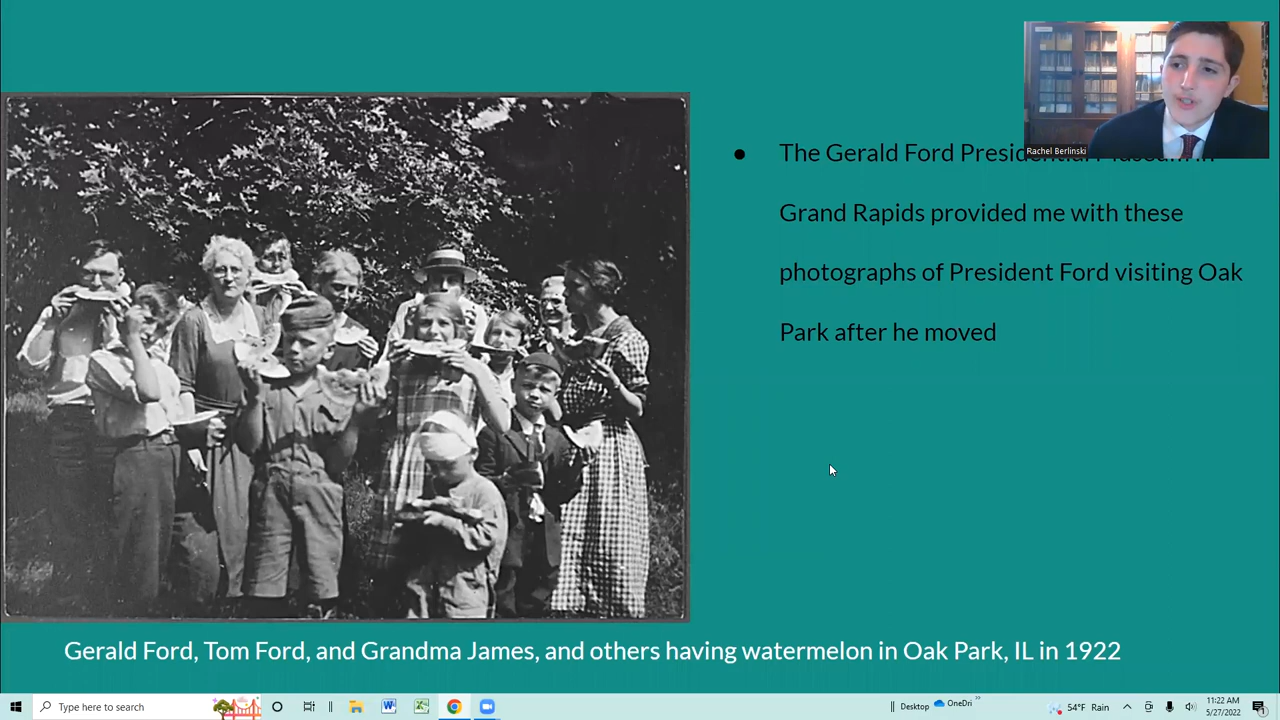 Rachel Berlinski
● The Gerald Ford Presidential Museum in
Grand Rapids provided me with these
photographs of President Ford visiting Oak
Park after he moved
Gerald Ford, Tom Ford, and Grandma James, and others having watermelon in Oak Park, IL in 1922
Type here to search
Desktop
OneDri
54°F Rain
11:22 AM
5/27/2022